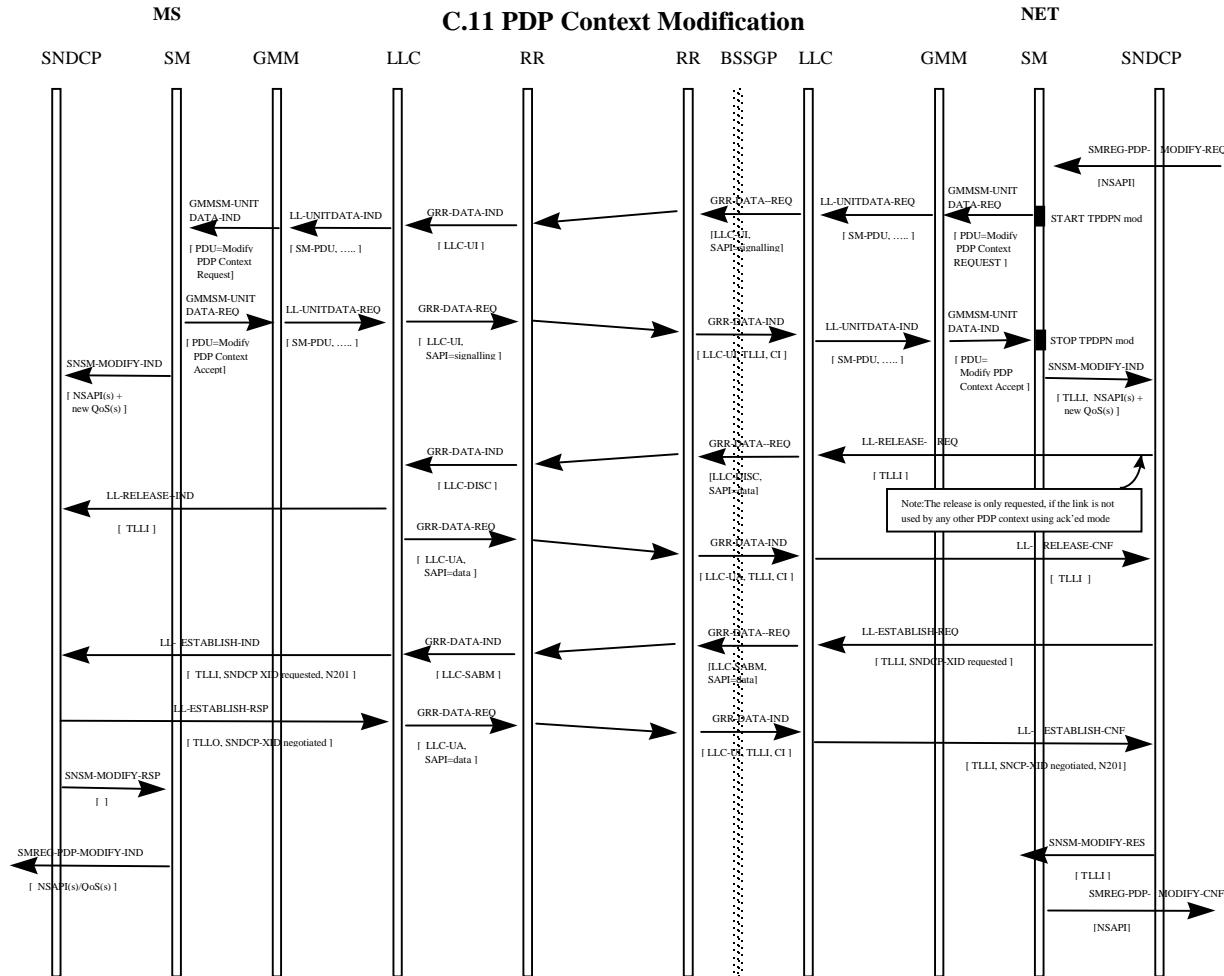 MS
C.11 PDP Context Modification
NET
SNDCP SM GMM LLC RR RR BSSGP LLC GMM SM SNDCP
SMREG-PDP- MODIFY-REQ
[NSAPI]
GMMSM-UNIT
DATA-IND
[ PDU=Modify
PDP Context
Request]
LL-UNITDATA-IND
[ SM-PDU, ..... ]
GRR-DATA-IND
[ LLC-UI ]
GRR-DATA--REQ
[LLC-UI,
SAPI=signalling]
LL-UNITDATA-REQ
[ SM-PDU, ..... ]
GMMSM-UNIT
DATA-REQ
[ PDU=Modify
PDP Context
REQUEST ]
START TPDPN mod
GMMSM-UNIT
DATA-REQ
[PDU=Modify
PDP Context
Accept]
LL-UNITDATA-REQ
[ SM-PDU, ..... ]
GRR-DATA-REQ
[ LLC-UI,
SAPI=signalling]
GRR-DATA-IND
[ LLC-UI, TLLI, CI ]
LL-UNITDATA-IND
[ SM-PDU, ..... ]
GMMSM-UNIT
DATA-IND
[ PDU=
Modify PDP
Context Accept ]
STOP TPDPN mod
SNSM-MODIFY-IND
[ NSAPI(s) +
new QoS(s) ]
SNSM-MODIFY-IND
[ TLLI, NSAPI(s) +
new QoS(s) ]
GRR-DATA-IND
[ LLC-DISC ]
GRR-DATA--REQ
[LLC-DISC,
SAPI=data]
LL-RELEASE- REQ
[ TLLI ]
Note:The release is only requested, if the link is not
used by any other PDP context using ack'ed mode
LL-RELEASE--IND
[ TLLI ]
GRR-DATA-REQ
[ LLC-UA,
SAPI=data ]
GRR-DATA-IND
[ LLC-UA, TLLI, CI ]
LL- RELEASE-CNF
[ TLLI ]
LL- ESTABLISH-IND
[ TLLI, SNDCP XID requested, N201 ]
GRR-DATA-IND
[ LLC-SABM ]
GRR-DATA--REQ
[LLC-SABM,
SAPI=data]
LL-ESTABLISH-REQ
[ TLLI, SNDCP-XID requested ]
LL-ESTABLISH-RSP
[ TLLO, SNDCP-XID negotiated ]
GRR-DATA-REQ
[ LLC-UA,
SAPI=data ]
GRR-DATA-IND
[ LLC-UI, TLLI, CI ]
LL- ESTABLISH-CNF
[ TLLI, SNCP-XID negotiated, N201]
SNSM-MODIFY-RSP
[ ]
SMREG-PDP-MODIFY-IND
[ NSAPI(s)/QoS(s) ]
SNSM-MODIFY-RES
[ TLLI ]
SMREG-PDP- MODIFY-CNF
[NSAPI]